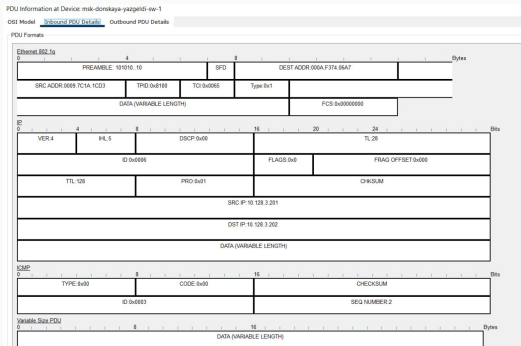 PDU Information at Device: msk-donskaya-yazgeldi-sw-1
OSI Model Inbound PDU Details Outbound PDU Details
PDU Formats
Ethernet 802.1q
0 4 8 Bytes
PREAMBLE: 101010..10 SFD DEST ADDR:000A.F374.06A7
SRC ADDR:0009.7C1A.1CD3 TPID:0x8100 TCI:0x0065 Type:0x1
DATA (VARIABLE LENGTH) FCS:0x00000000
IP
0 4 8 16 20 24 Bits
VER:4 IHL:5 DSCP:0x00 TL:28
ID:0x0006 FLAGS:0x0 FRAG OFFSET:0x000
TTL:128 PRO:0x01 CHKSUM
SRC IP:10.128.3.201
DST IP:10.128.3.202
DATA (VARIABLE LENGTH)
ICMP
0 8 16 Bits
TYPE:0x00 CODE:0x00 CHECKSUM
ID:0x0003 SEQ NUMBER:2
Variable Size PDU
0 8 16 Bytes
DATA (VARIABLE LENGTH)